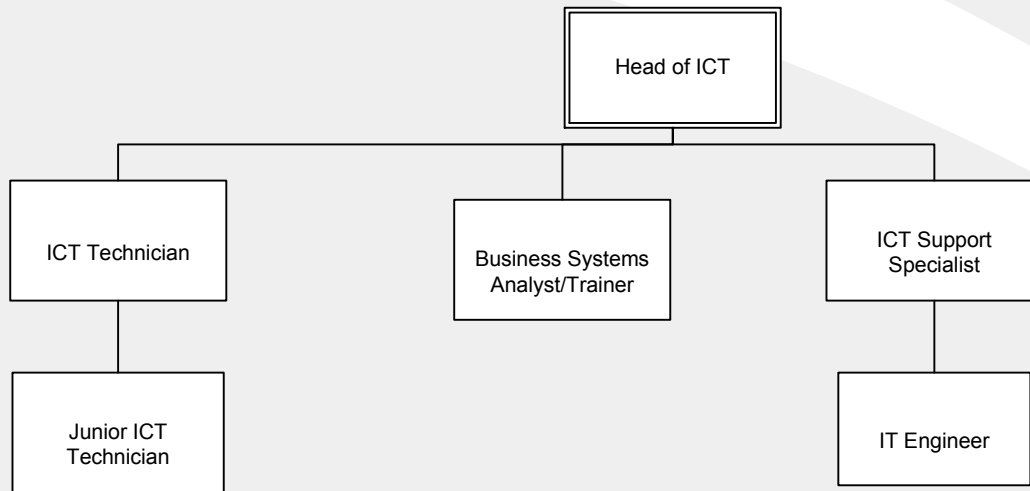 Head of ICT
ICT Technician
Business Systems
Analyst/Trainer
ICT Support
Specialist
Junior ICT
Technician
IT Engineer